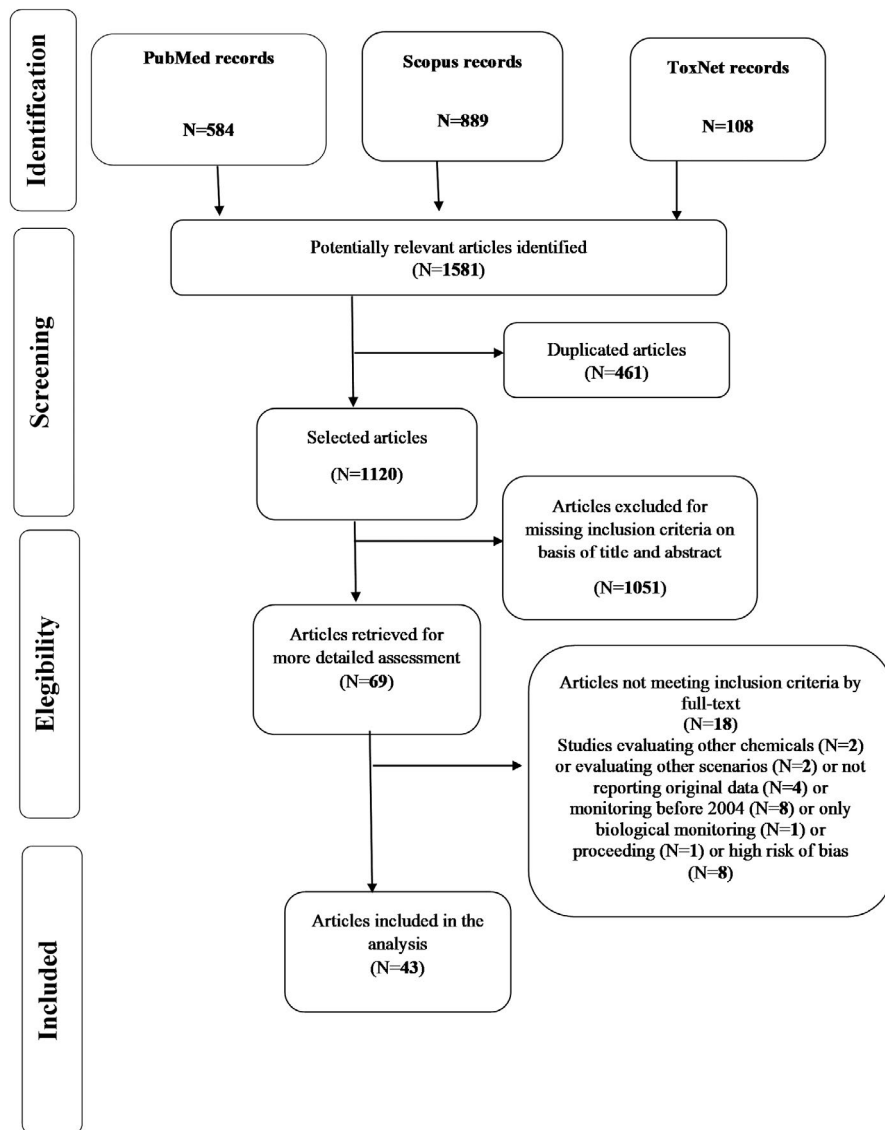 Identification
PubMed records
N=584
Scopus records
N=889
ToxNet records
N=108
Screening
Potentially relevant articles identified
(N=1581)
Duplicated articles
(N=461)
Selected articles
(N=1120)
Articles excluded for
missing inclusion criteria on
basis of title and abstract
(N=1051)
Elegibility
Articles retrieved for
more detailed assessment
(N=69)
Articles not meeting inclusion criteria by
full-text
(N=18)
Studies evaluating other chemicals (N=2)
or evaluating other scenarios (N=2) or not
reporting original data (N=4) or
monitoring before 2004 (N=8) or only
biological monitoring (N=1) or
proceeding (N=1) or high risk of bias
(N=8)
Included
Articles included in the
analysis
(N=43)